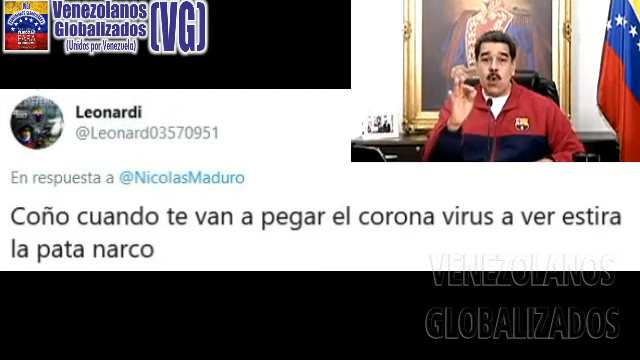 Venezolanos
Globalizados
(Unidos por Venezuela)
(VG)
Leonardi
@Leonard03570951
En respuesta a @NicolasMaduro
Coño cuando te van a pegar el corona virus a ver estira
la pata narco
VENEZOLANOS
GLOBALIZADOS